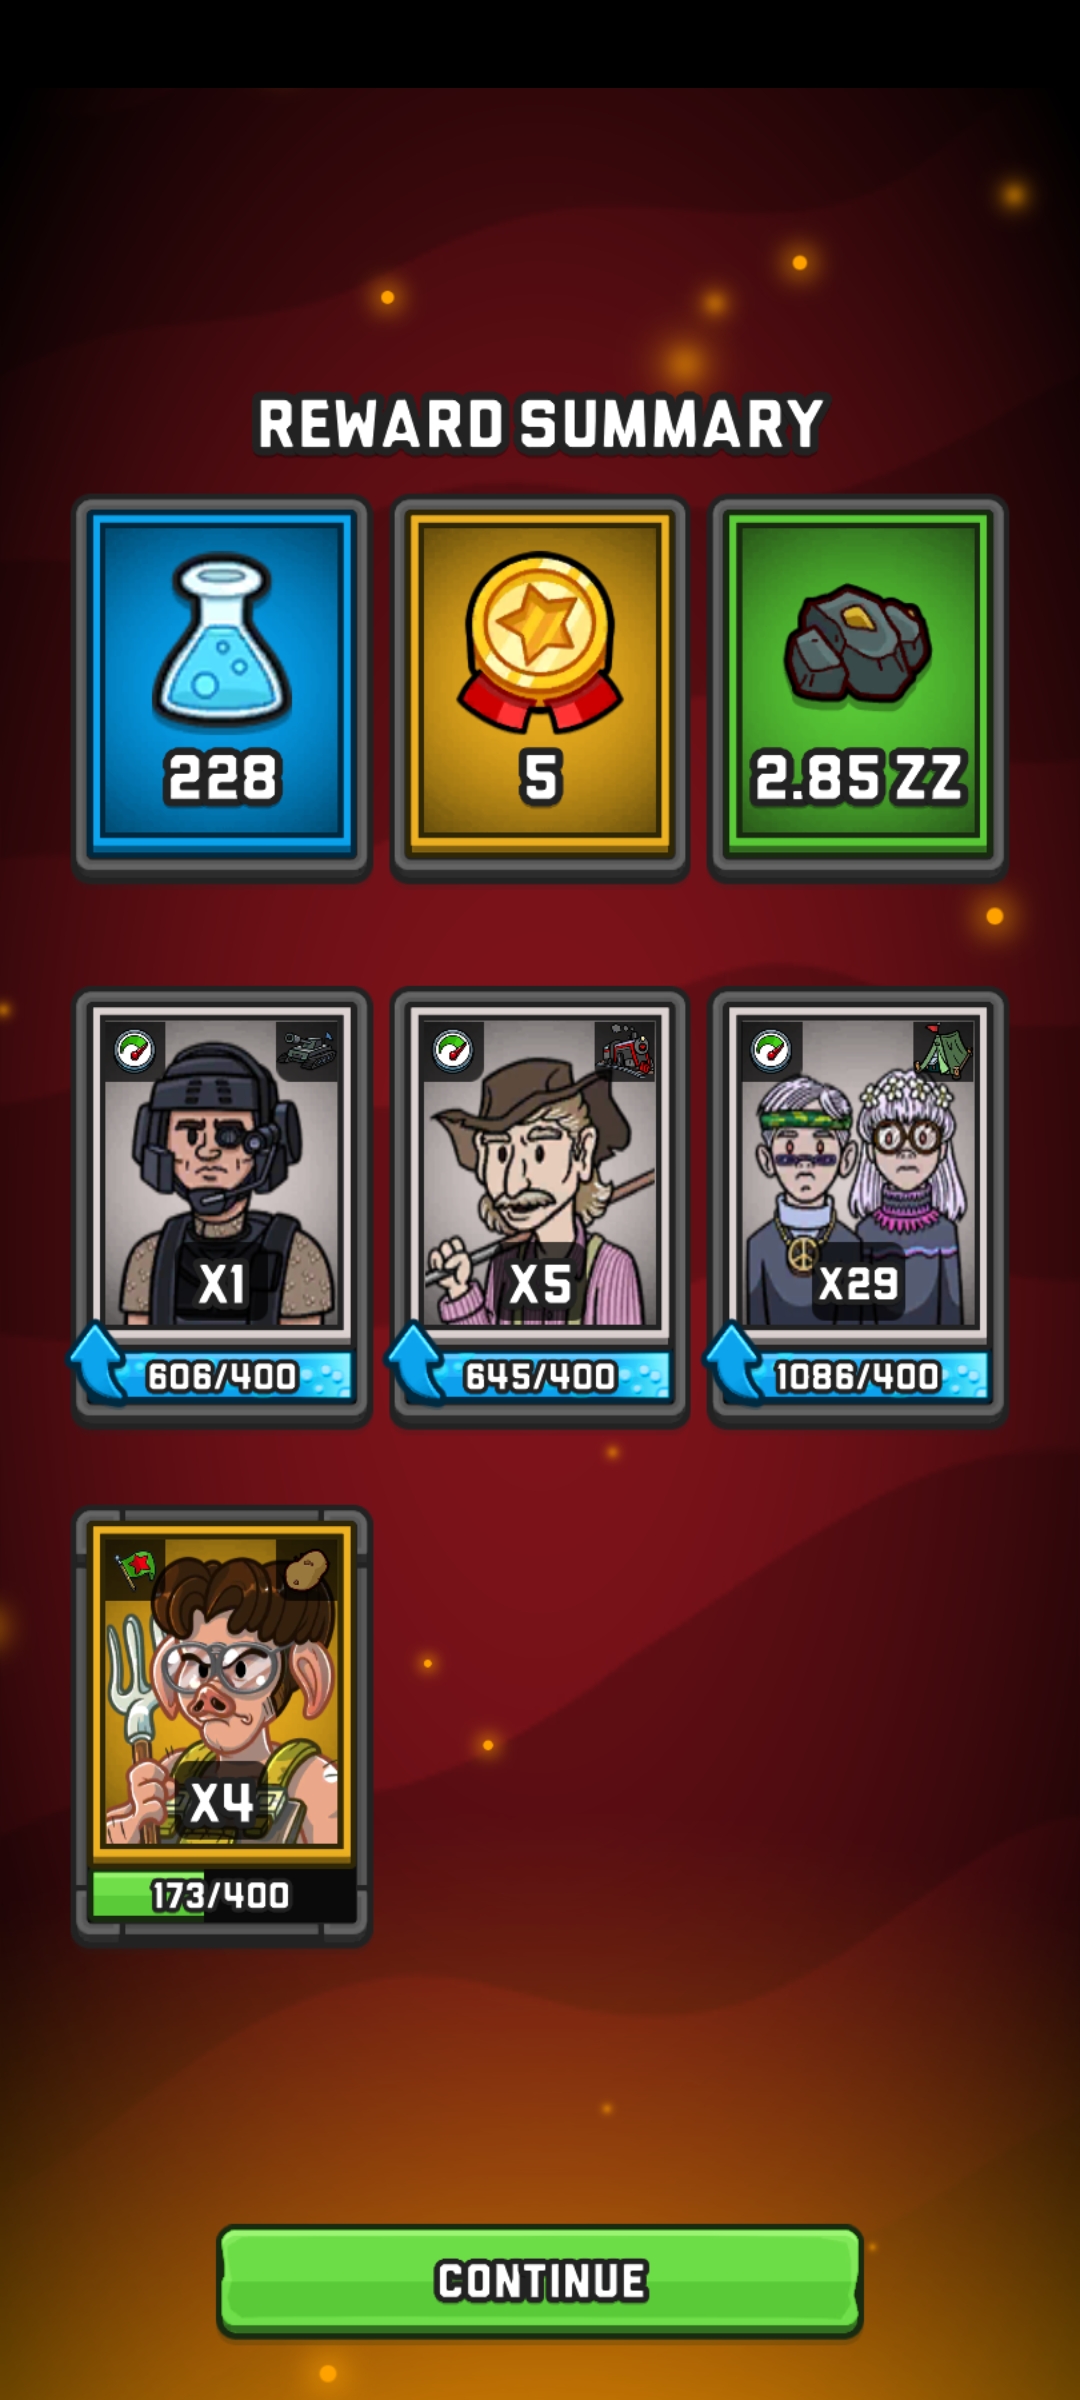 REWARD SUMMARY
228
5
2.85 ZZ
X1
X5
X29
606/400
645/400
1086/400
X4
173/400
CONTINUE